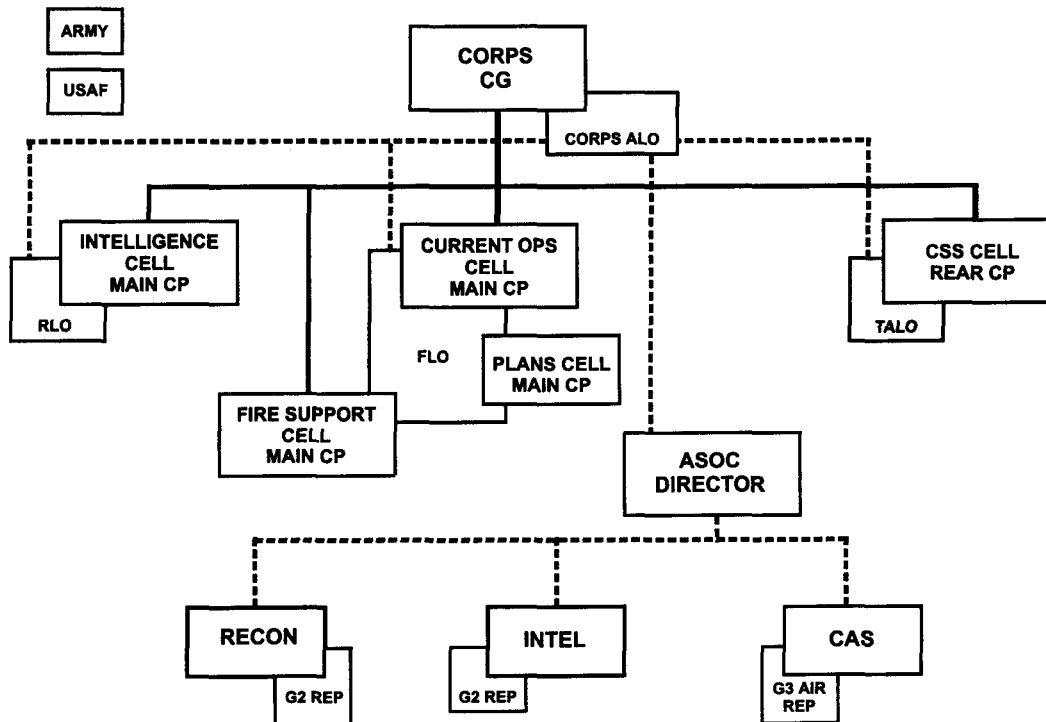 ARMY
USAF
CORPS
CG
CORPS ALO
INTELLIGENCE
CELL
MAIN CP
RLO
CURRENT OPS
CELL
MAIN CP
FLO
PLANS CELL
MAIN CP
FIRE SUPPORT
CELL
MAIN CP
CSS CELL
REAR CP
TALO
ASOC
DIRECTOR
RECON
G2 REP
INTEL
G2 REP
CAS
G3 AIR
REP